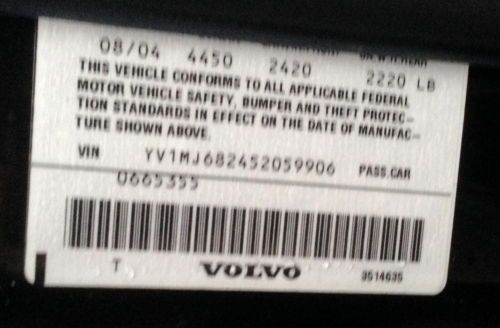 08/04 4450 2420 2220 LB
THIS VEHICLE CONFORMS TO ALL APPLICABLE FEDERAL
MOTOR VEHICLE SAFETY, BUMPER AND THEFT PROTEC-
TION STANDARDS IN EFFECT ON THE DATE OF MANUFAC-
TURE SHOWN ABOVE.
VIN YV1MJ682452059906 PASS.CAR
0665355
T VOLVO 3514635